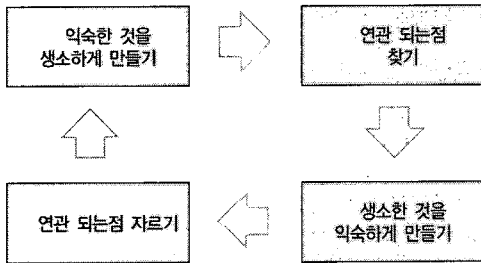 익숙한 것을
생소하게 만들기
연관 되는점
찾기
연관 되는점 자르기
생소한 것을
익숙하게 만들기